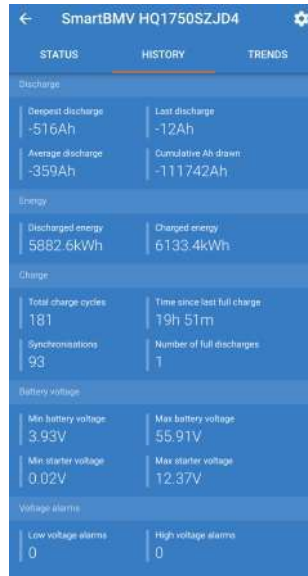 SmartBMV HQ1750SZJD4
STATUS HISTORY TRENDS
Discharge
Deepest discharge Last discharge
-516Ah -12Ah
Average discharge Cumulative Ah drawn
-359Ah -111742Ah
Energy
Discharged energy Charged energy
5882.6kWh 6133.4kWh
Charge
Total charge cycles Time since last full charge
181 19h 51m
Synchronisations Number of full discharges
93 1
Battery voltage
Min battery voltage Max battery voltage
3.93V 55.91V
Min starter voltage Max starter voltage
0.02V 12.37V
Voltage alarms
Low voltage alarms High voltage alarms
0 0